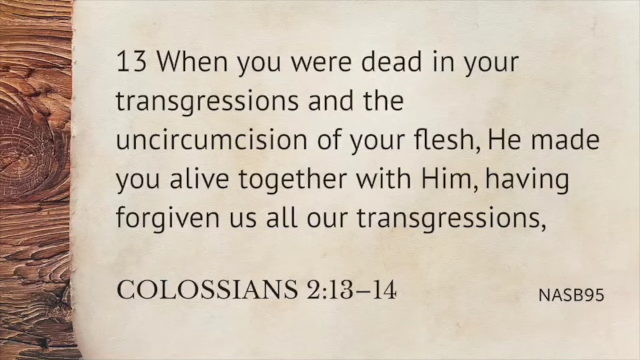 13 When you were dead in your
transgressions and the
uncircumcision of your flesh, He made
you alive together with Him, having
forgiven us all our transgressions,
COLOSSIANS 2:13–14
NASB95